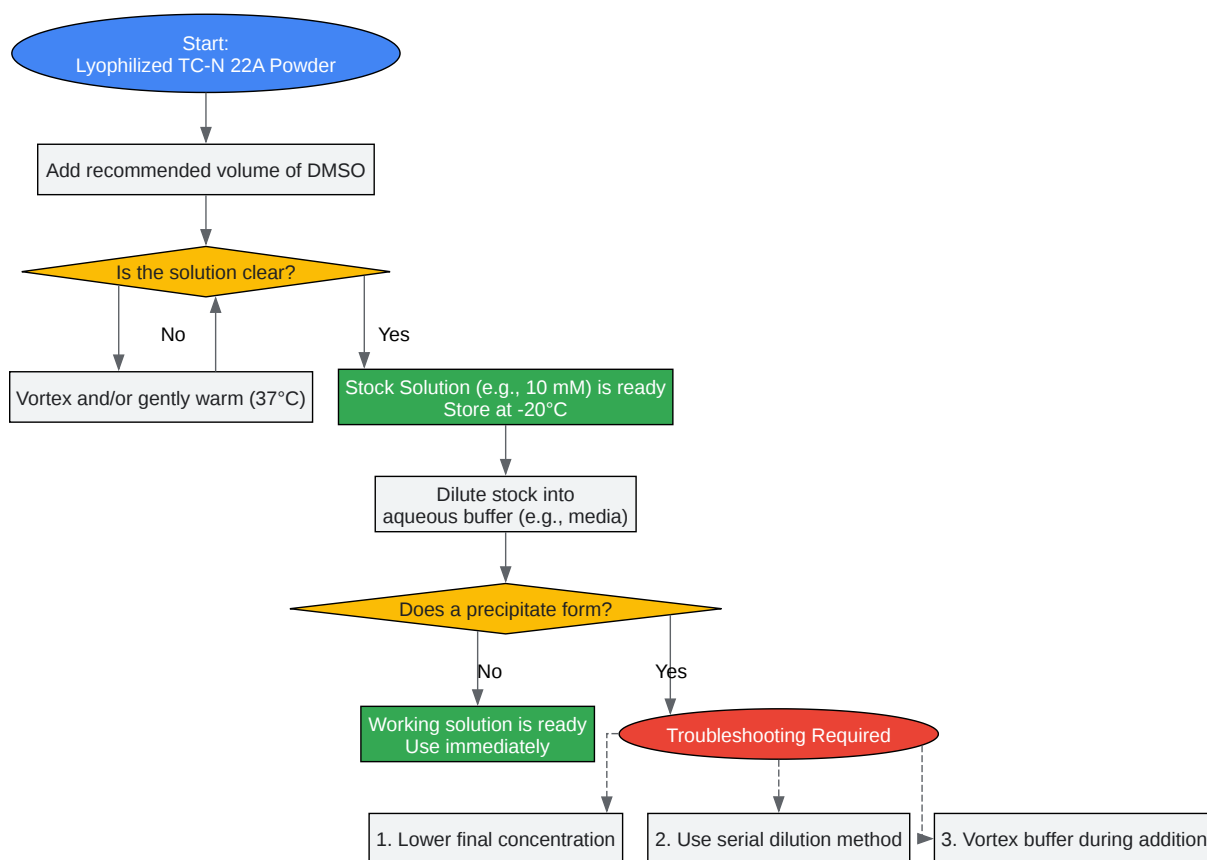 Start:
Lyophilized TC-N 22A Powder
Add recommended volume of DMSO
Is the solution clear?
No
Yes
Vortex and/or gently warm (37°C)
Stock Solution (e.g., 10 mM) is ready
Store at -20°C
Dilute stock into
aqueous buffer (e.g., media)
Does a precipitate form?
No
Yes
Working solution is ready
Use immediately
Troubleshooting Required
1. Lower final concentration
2. Use serial dilution method
3. Vortex buffer during addition